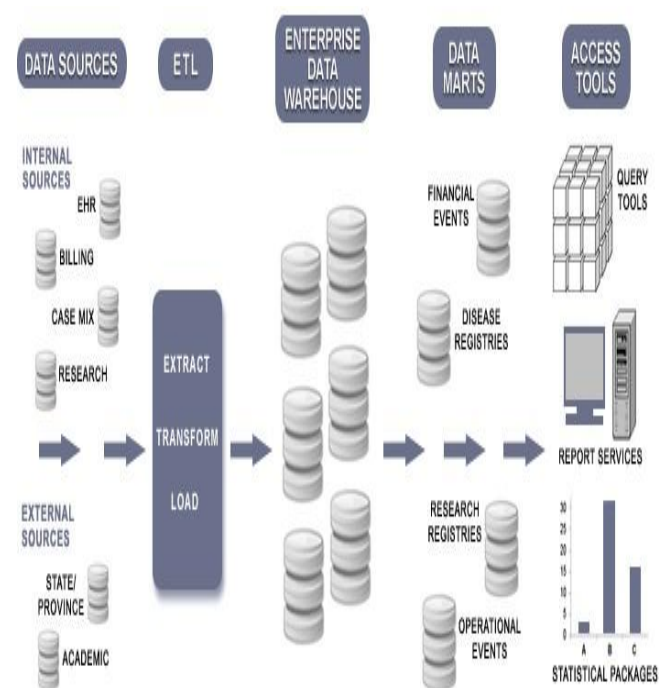 DATA SOURCES
ETL
ENTERPRISE
DATA
WAREHOUSE
DATA
MARTS
ACCESS
TOOLS
INTERNAL
SOURCES
EHR
BILLING
CASE MIX
RESEARCH
EXTERNAL
SOURCES
STATE/
PROVINCE
ACADEMIC
EXTRACT
TRANSFORM
LOAD
FINANCIAL
EVENTS
DISEASE
REGISTRIES
RESEARCH
REGISTRIES
OPERATIONAL
EVENTS
QUERY
TOOLS
REPORT SERVICES
30
25
20
15
10
5
0
A B C
STATISTICAL PACKAGES